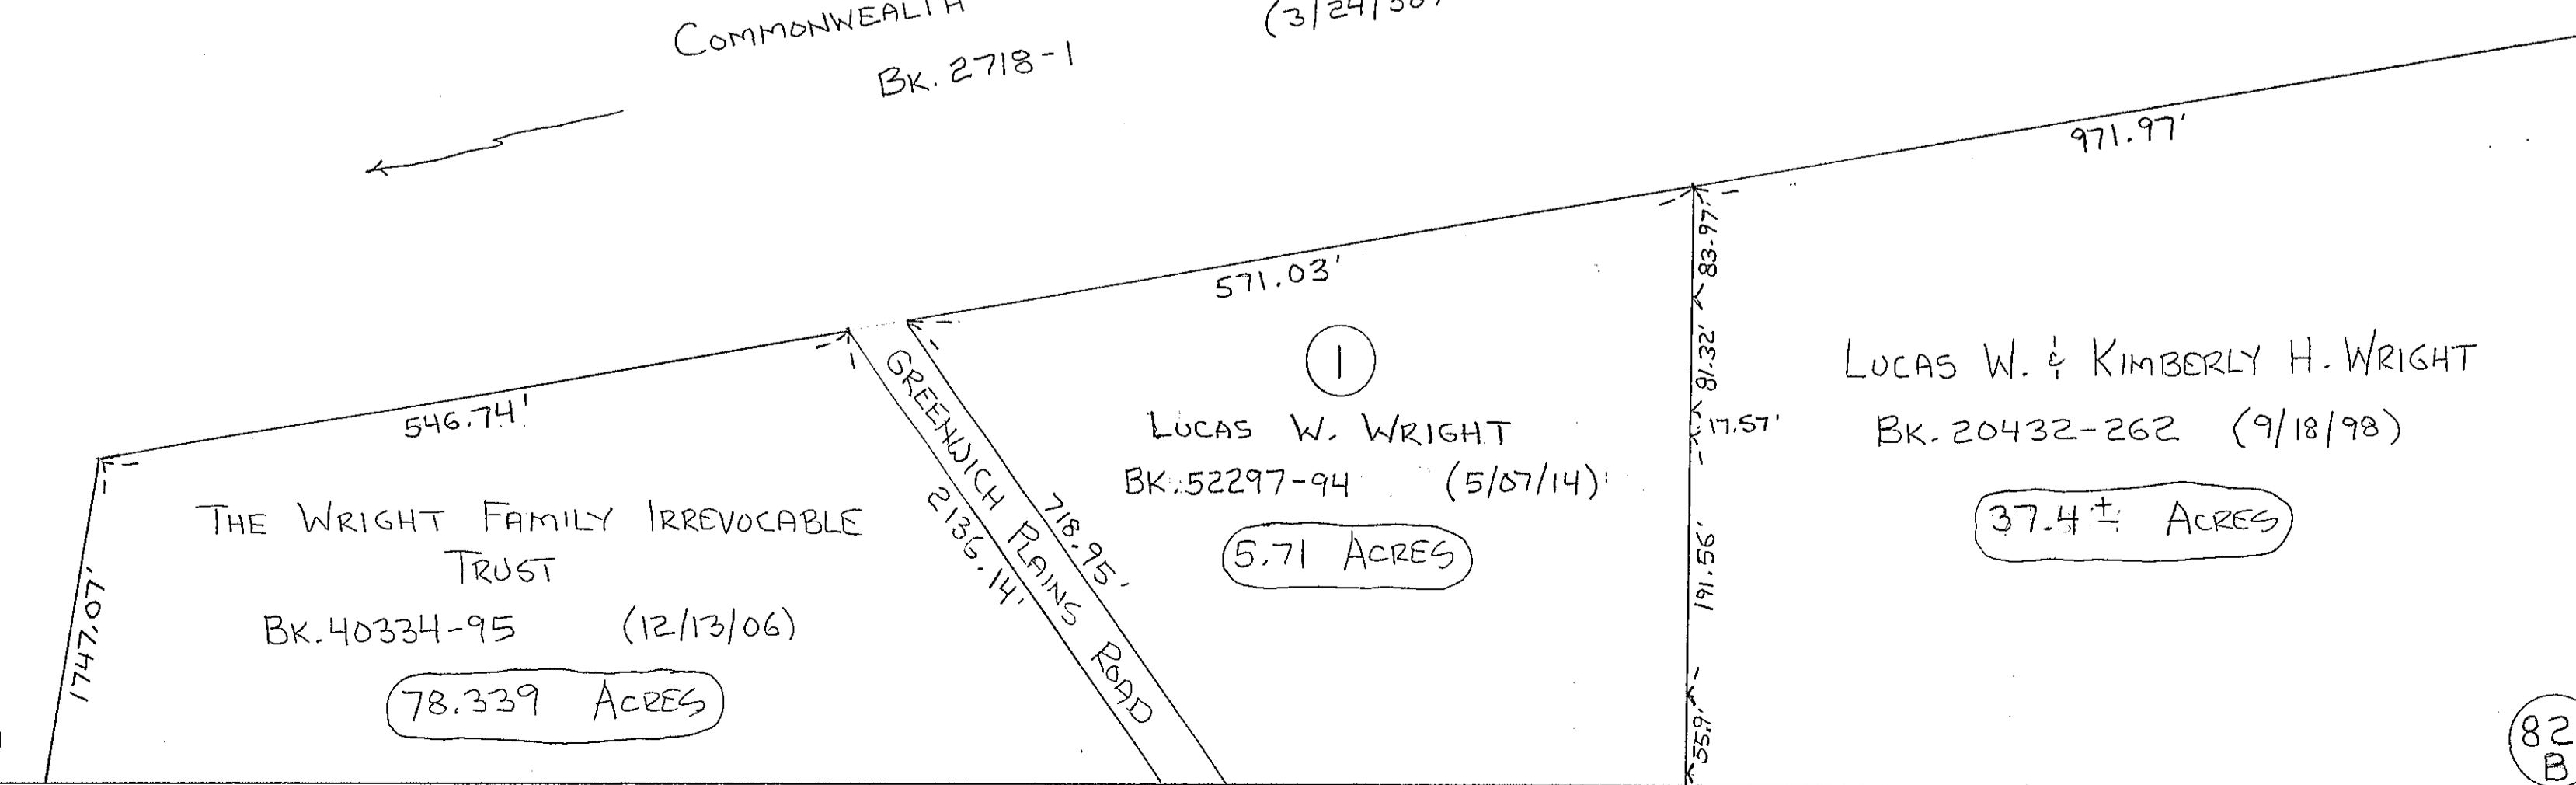 COMMONWEALTH
BK. 2718-1
971.97'
83.97'
571.03'
81.32'
17.57'
191.56'
55.9'
546.74'
1747.07'
GREENWICH PLAINS ROAD
2136.14'
718.95'
THE WRIGHT FAMILY IRREVOCABLE
TRUST
BK. 40334-95 (12/13/06)
78.339 ACRES
1
LUCAS W. WRIGHT
BK. 52297-94 (5/07/14)
5.71 ACRES
LUCAS W. & KIMBERLY H. WRIGHT
BK. 20432-262 (9/18/98)
37.4± ACRES
82
B